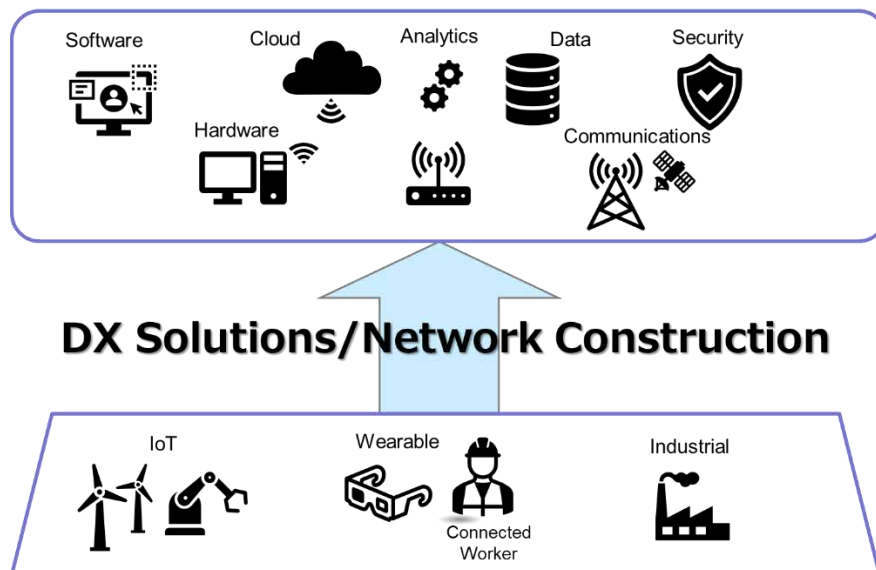 Software
Cloud
Analytics
Data
Security
Hardware
Communications
DX Solutions/Network Construction
IoT
Wearable
Industrial
Connected
Worker